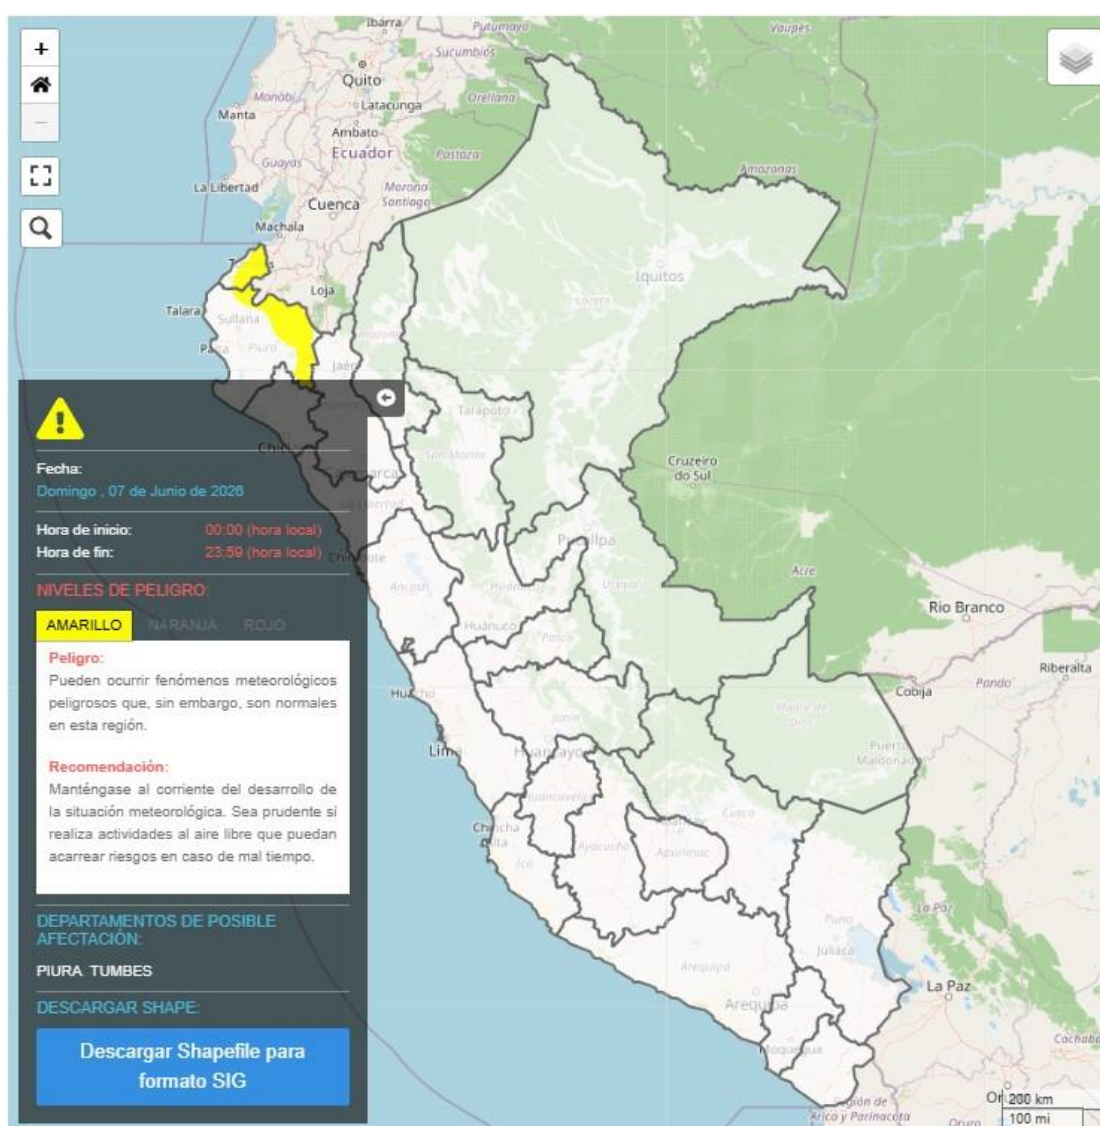 Ibarra
Putumayo
Vaupés
Sucumbíos
Quito
Orellana
Manabí
Latacunga
Manta
Ambato
Ecuador
Pastaza
Guayas
Amazonas
La Libertad
Morona-
Santiago
Cuenca
Machala
Iquitos
Loja
Loreto
Talara
Sullana
Piura
Jaén
Tarapoto
San Martín
Cruzeiro
do Sul
Pucallpa
Acre
Ancash
Ucayali
Huánuco
Pasco
Rio Branco
Riberalta
Cobija
Pando
Madre de
Dios
Junín
Lima
Huancayo
Puerto
Maldonado
Huancavelica
Cusco
Ayacucho
Apurímac
Ica
La Paz
Puno
Juliaca
Arequipa
La Paz
Arequipa
Moquegua
Región de
Arica y Parinacota
Oruro
Fecha:
Domingo , 07 de Junio de 2026
Hora de inicio: 00:00 (hora local)
Hora de fin: 23:59 (hora local)
NIVELES DE PELIGRO:
AMARILLO NARANJA ROJO
Peligro:
Pueden ocurrir fenómenos meteorológicos
peligrosos que, sin embargo, son normales
en esta región.
Recomendación:
Manténgase al corriente del desarrollo de
la situación meteorológica. Sea prudente si
realiza actividades al aire libre que puedan
acarrear riesgos en caso de mal tiempo.
DEPARTAMENTOS DE POSIBLE
AFECTACIÓN:
PIURA TUMBES
DESCARGAR SHAPE:
Descargar Shapefile para
formato SIG
200 km
100 mi